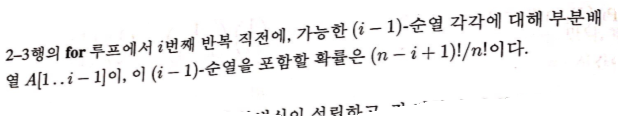 2–3행의 for 루프에서 i번째 반복 직전에, 가능한 (i − 1)-순열 각각에 대해 부분배
열 A[1..i − 1]이, 이 (i − 1)-순열을 포함할 확률은 (n − i + 1)!/n!이다.